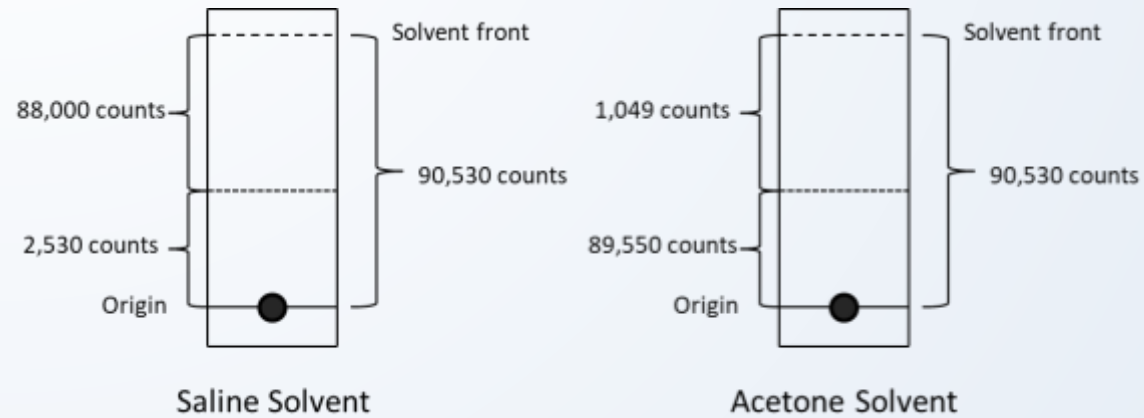 Solvent front
88,000 counts
90,530 counts
2,530 counts
Origin
Saline Solvent
Solvent front
1,049 counts
90,530 counts
89,550 counts
Origin
Acetone Solvent